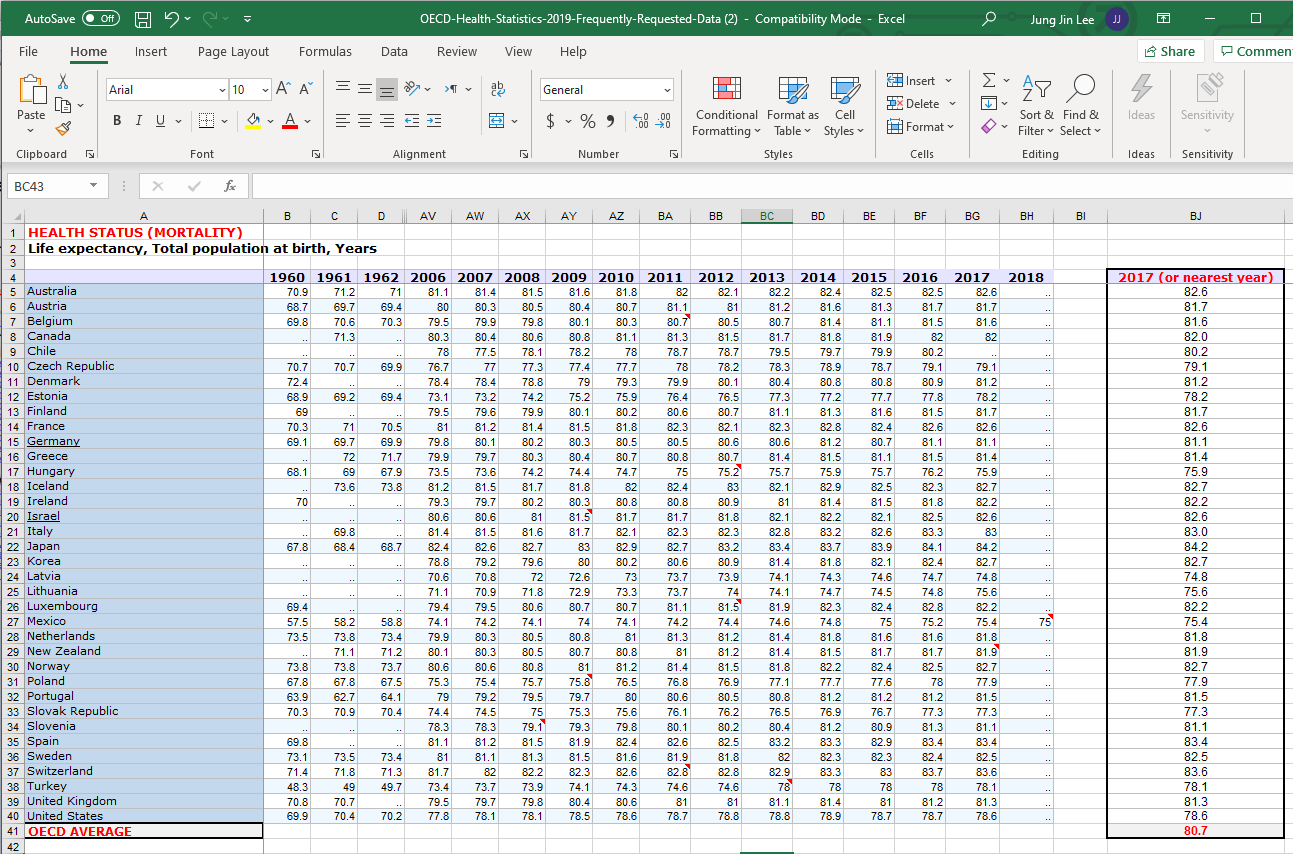 AutoSave Off OECD-Health-Statistics-2019-Frequently-Requested-Data (2) - Compatibility Mode - Excel Jung Jin Lee JJ
File Home Insert Page Layout Formulas Data Review View Help Share Commen
Paste Arial 10 General Conditional Formatting Format as Table Cell Styles Insert Delete Format Sort & Filter Find & Select Ideas Sensitivity
Clipboard Font Alignment Number Styles Cells Editing Ideas Sensitivity
BC43 fx
A B C D AV AW AX AY AZ BA BB BC BD BE BF BG BH BI BJ
1 HEALTH STATUS (MORTALITY)
2 Life expectancy, Total population at birth, Years
3
4 1960 1961 1962 2006 2007 2008 2009 2010 2011 2012 2013 2014 2015 2016 2017 2018 2017 (or nearest year)
5 Australia 70.9 71.2 71 81.1 81.4 81.5 81.6 81.8 82 82.1 82.2 82.4 82.5 82.5 82.6 .. 82.6
6 Austria 68.7 69.7 69.4 80 80.3 80.5 80.4 80.7 81.1 81 81.2 81.6 81.3 81.7 81.7 .. 81.7
7 Belgium 69.8 70.6 70.3 79.5 79.9 79.8 80.1 80.3 80.7 80.5 80.7 81.4 81.1 81.5 81.6 .. 81.6
8 Canada .. 71.3 .. 80.3 80.4 80.6 80.8 81.1 81.3 81.5 81.7 81.8 81.9 82 82 .. 82.0
9 Chile .. .. .. 78 77.5 78.1 78.2 78 78.7 78.7 79.5 79.7 79.9 80.2 .. .. 80.2
10 Czech Republic 70.7 70.7 69.9 76.7 77 77.3 77.4 77.7 78 78.2 78.3 78.9 78.7 79.1 79.1 .. 79.1
11 Denmark 72.4 .. .. 78.4 78.4 78.8 79 79.3 79.9 80.1 80.4 80.8 80.8 80.9 81.2 .. 81.2
12 Estonia 68.9 69.2 69.4 73.1 73.2 74.2 75.2 75.9 76.4 76.5 77.3 77.2 77.7 77.8 78.2 .. 78.2
13 Finland 69 .. .. 79.5 79.6 79.9 80.1 80.2 80.6 80.7 81.1 81.3 81.6 81.5 81.7 .. 81.7
14 France 70.3 71 70.5 81 81.2 81.4 81.5 81.8 82.3 82.1 82.3 82.8 82.4 82.6 82.6 .. 82.6
15 Germany 69.1 69.7 69.9 79.8 80.1 80.2 80.3 80.5 80.5 80.6 80.6 81.2 80.7 81.1 81.1 .. 81.1
16 Greece .. 72 71.7 79.9 79.7 80.3 80.4 80.7 80.8 80.7 81.4 81.5 81.1 81.5 81.4 .. 81.4
17 Hungary 68.1 69 67.9 73.5 73.6 74.2 74.4 74.7 75 75.2 75.7 75.9 75.7 76.2 75.9 .. 75.9
18 Iceland .. 73.6 73.8 81.2 81.5 81.7 81.8 82 82.4 83 82.1 82.9 82.5 82.3 82.7 .. 82.7
19 Ireland 70 .. .. 79.3 79.7 80.2 80.3 80.8 80.8 80.9 81 81.4 81.5 81.8 82.2 .. 82.2
20 Israel .. .. .. 80.6 80.6 81 81.5 81.7 81.7 81.8 82.1 82.2 82.1 82.5 82.6 .. 82.6
21 Italy .. 69.8 .. 81.4 81.5 81.6 81.7 82.1 82.3 82.3 82.8 83.2 82.6 83.3 83 .. 83.0
22 Japan 67.8 68.4 68.7 82.4 82.6 82.7 83 82.9 82.7 83.2 83.4 83.7 83.9 84.1 84.2 .. 84.2
23 Korea .. .. .. 78.8 79.2 79.6 80 80.2 80.6 80.9 81.4 81.8 82.1 82.4 82.7 .. 82.7
24 Latvia .. .. .. 70.6 70.8 72 72.6 73 73.7 73.9 74.1 74.3 74.6 74.7 74.8 .. 74.8
25 Lithuania .. .. .. 71.1 70.9 71.8 72.9 73.3 73.7 74 74.1 74.7 74.5 74.8 75.6 .. 75.6
26 Luxembourg 69.4 .. .. 79.4 79.5 80.6 80.7 80.7 81.1 81.5 81.9 82.3 82.4 82.8 82.2 .. 82.2
27 Mexico 57.5 58.2 58.8 74.1 74.2 74.1 74 74.1 74.2 74.4 74.6 74.8 75 75.2 75.4 75 75.4
28 Netherlands 73.5 73.8 73.4 79.9 80.3 80.5 80.8 81 81.3 81.2 81.4 81.8 81.6 81.6 81.8 .. 81.8
29 New Zealand .. 71.1 71.2 80.1 80.3 80.5 80.7 80.8 81 81.2 81.4 81.5 81.7 81.7 81.9 .. 81.9
30 Norway 73.8 73.8 73.7 80.6 80.6 80.8 81 81.2 81.4 81.5 81.8 82.2 82.4 82.5 82.7 .. 82.7
31 Poland 67.8 67.8 67.5 75.3 75.4 75.7 75.8 76.5 76.8 76.9 77.1 77.7 77.6 78 77.9 .. 77.9
32 Portugal 63.9 62.7 64.1 79 79.2 79.5 79.7 80 80.6 80.5 80.8 81.2 81.2 81.2 81.5 .. 81.5
33 Slovak Republic 70.3 70.9 70.4 74.4 74.5 75 75.3 75.6 76.1 76.2 76.5 76.9 76.7 77.3 77.3 .. 77.3
34 Slovenia .. .. .. 78.3 78.3 79.1 79.3 79.8 80.1 80.2 80.4 81.2 80.9 81.3 81.1 .. 81.1
35 Spain 69.8 .. .. 81.1 81.2 81.5 81.9 82.4 82.6 82.5 83.2 83.3 82.9 83.4 83.4 .. 83.4
36 Sweden 73.1 73.5 73.4 81 81.1 81.3 81.5 81.6 81.9 81.8 82 82.3 82.3 82.4 82.5 .. 82.5
37 Switzerland 71.4 71.8 71.3 81.7 82 82.2 82.3 82.6 82.8 82.8 82.9 83.3 83 83.7 83.6 .. 83.6
38 Turkey 48.3 49 49.7 73.4 73.7 73.9 74.1 74.3 74.6 74.6 78 78 78 78 78.1 .. 78.1
39 United Kingdom 70.8 70.7 .. 79.5 79.7 79.8 80.4 80.6 81 81 81.1 81.4 81 81.2 81.3 .. 81.3
40 United States 69.9 70.4 70.2 77.8 78.1 78.1 78.5 78.6 78.7 78.8 78.8 78.9 78.7 78.7 78.6 .. 78.6
41 OECD AVERAGE 80.7
42